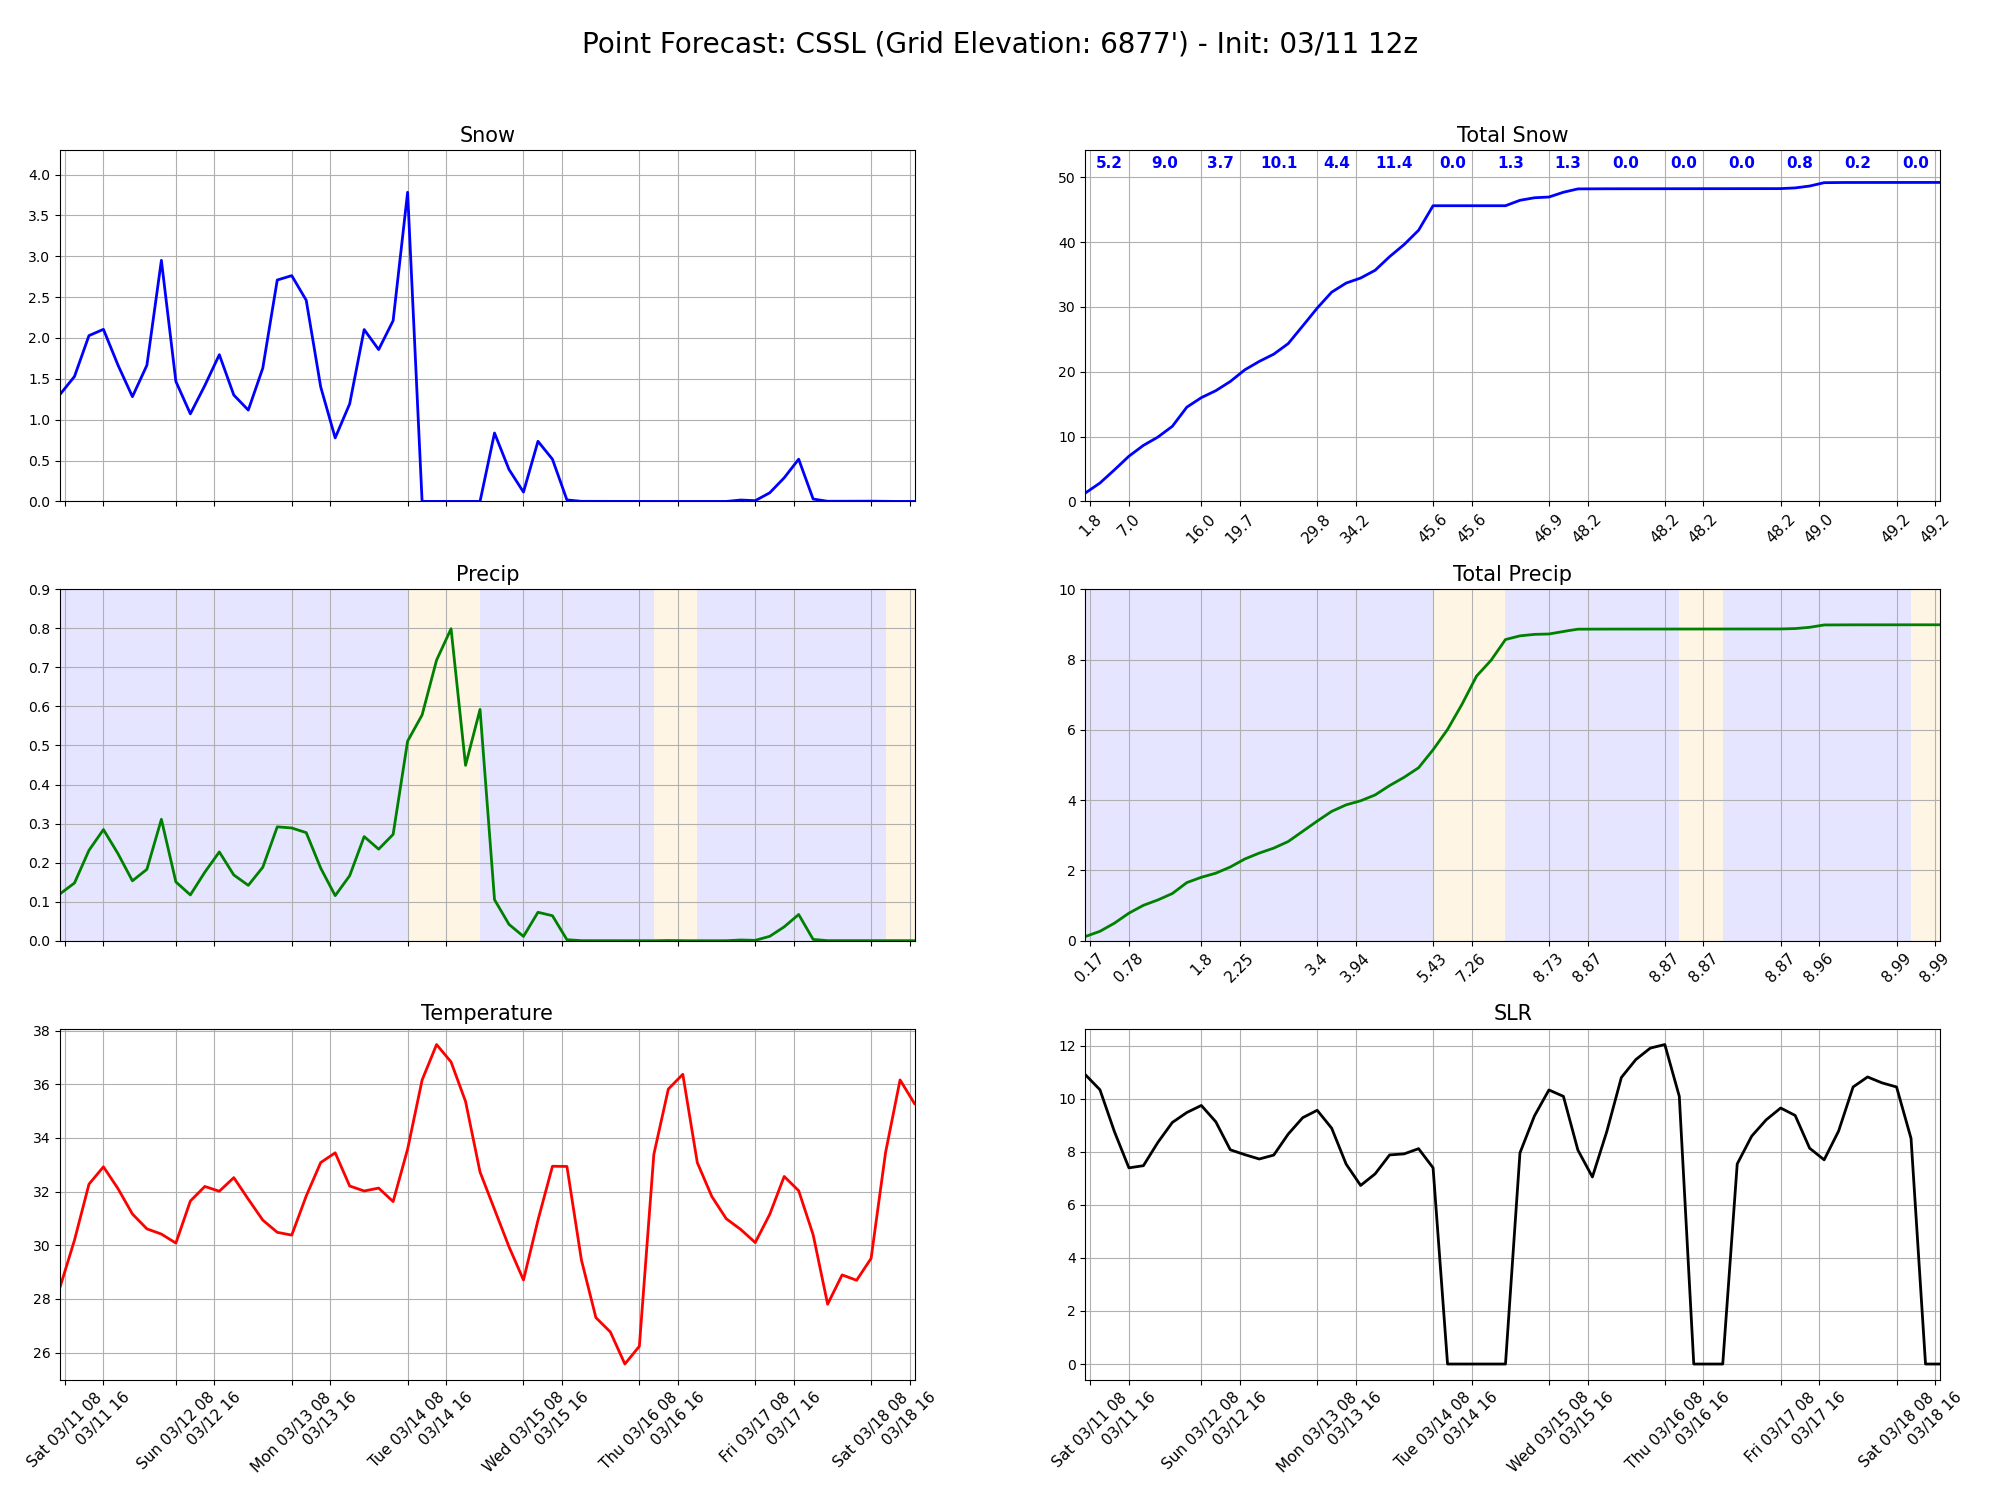 Point Forecast: CSSL (Grid Elevation: 6877') - Init: 03/11 12z
Snow
4.0
3.5
3.0
2.5
2.0
1.5
1.0
0.5
0.0
Total Snow
5.2 9.0 3.7 10.1 4.4 11.4 0.0 1.3 1.3 0.0 0.0 0.0 0.8 0.2 0.0
50
40
30
20
10
0
1.8 7.0 16.0 19.7 29.8 34.2 45.6 45.6 46.9 48.2 48.2 48.2 48.2 49.0 49.2 49.2
Precip
0.9
0.8
0.7
0.6
0.5
0.4
0.3
0.2
0.1
0.0
Total Precip
10
8
6
4
2
0
0.17 0.78 1.8 2.25 3.4 3.94 5.43 7.26 8.73 8.87 8.87 8.87 8.87 8.96 8.99 8.99
Temperature
38
36
34
32
30
28
26
Sat 03/11 08
03/11 16
Sun 03/12 08
03/12 16
Mon 03/13 08
03/13 16
Tue 03/14 08
03/14 16
Wed 03/15 08
03/15 16
Thu 03/16 08
03/16 16
Fri 03/17 08
03/17 16
Sat 03/18 08
03/18 16
SLR
12
10
8
6
4
2
0
Sat 03/11 08
03/11 16
Sun 03/12 08
03/12 16
Mon 03/13 08
03/13 16
Tue 03/14 08
03/14 16
Wed 03/15 08
03/15 16
Thu 03/16 08
03/16 16
Fri 03/17 08
03/17 16
Sat 03/18 08
03/18 16